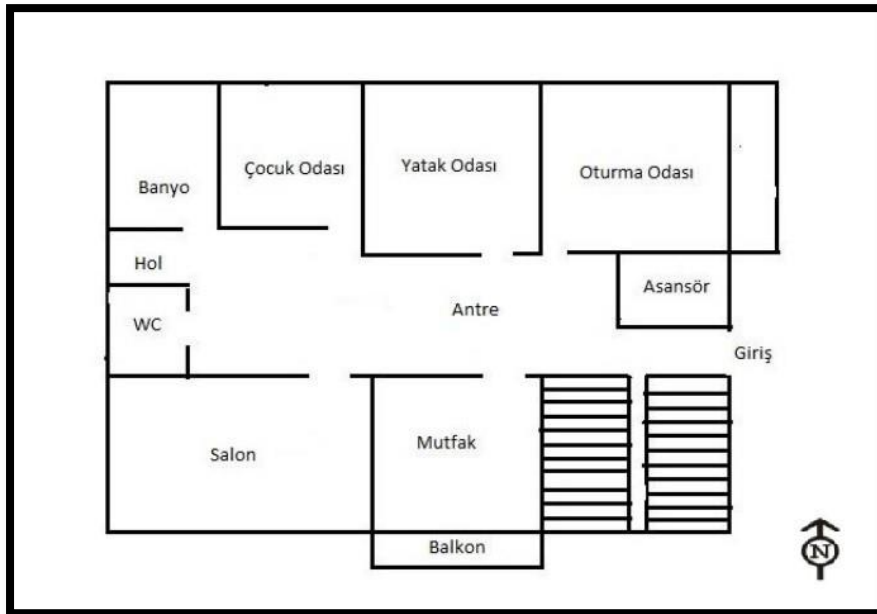 Banyo
Çocuk Odası
Yatak Odası
Oturma Odası
Hol
Asansör
WC
Antre
Giriş
Salon
Mutfak
Balkon
N